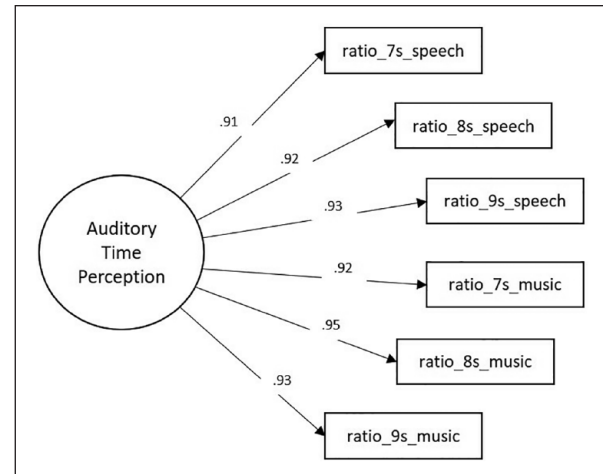 ratio_7s_speech
.91
ratio_8s_speech
.92
ratio_9s_speech
.93
Auditory
Time
Perception
.92
ratio_7s_music
.95
ratio_8s_music
.93
ratio_9s_music